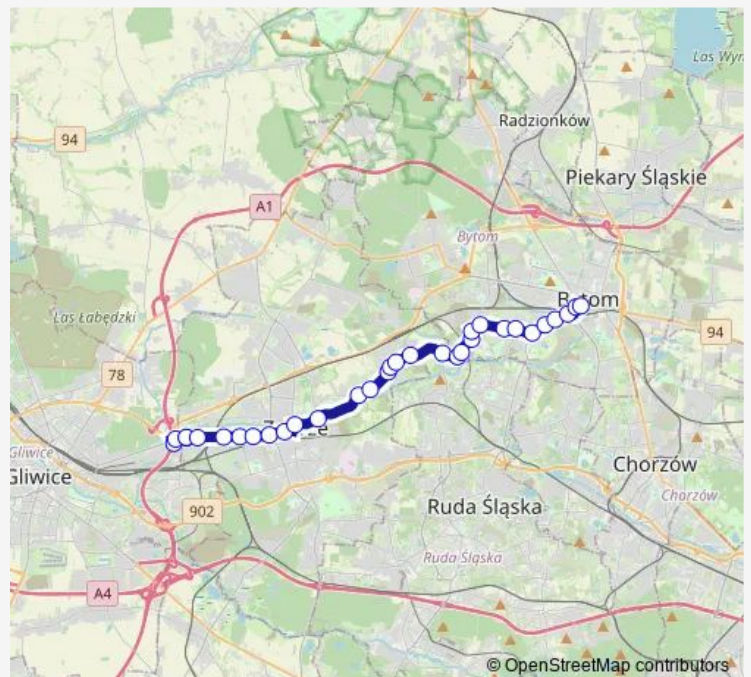 Las Wyn
Radzionków
94
Piekary Śląskie
A1
Bytom
Las Łabędzki
Bytom
94
78
Gliwice
Gliwice
Chorzów
Chorzów
902
Ruda Śląska
Ruda Śląska
A4
© OpenStreetMap contributors